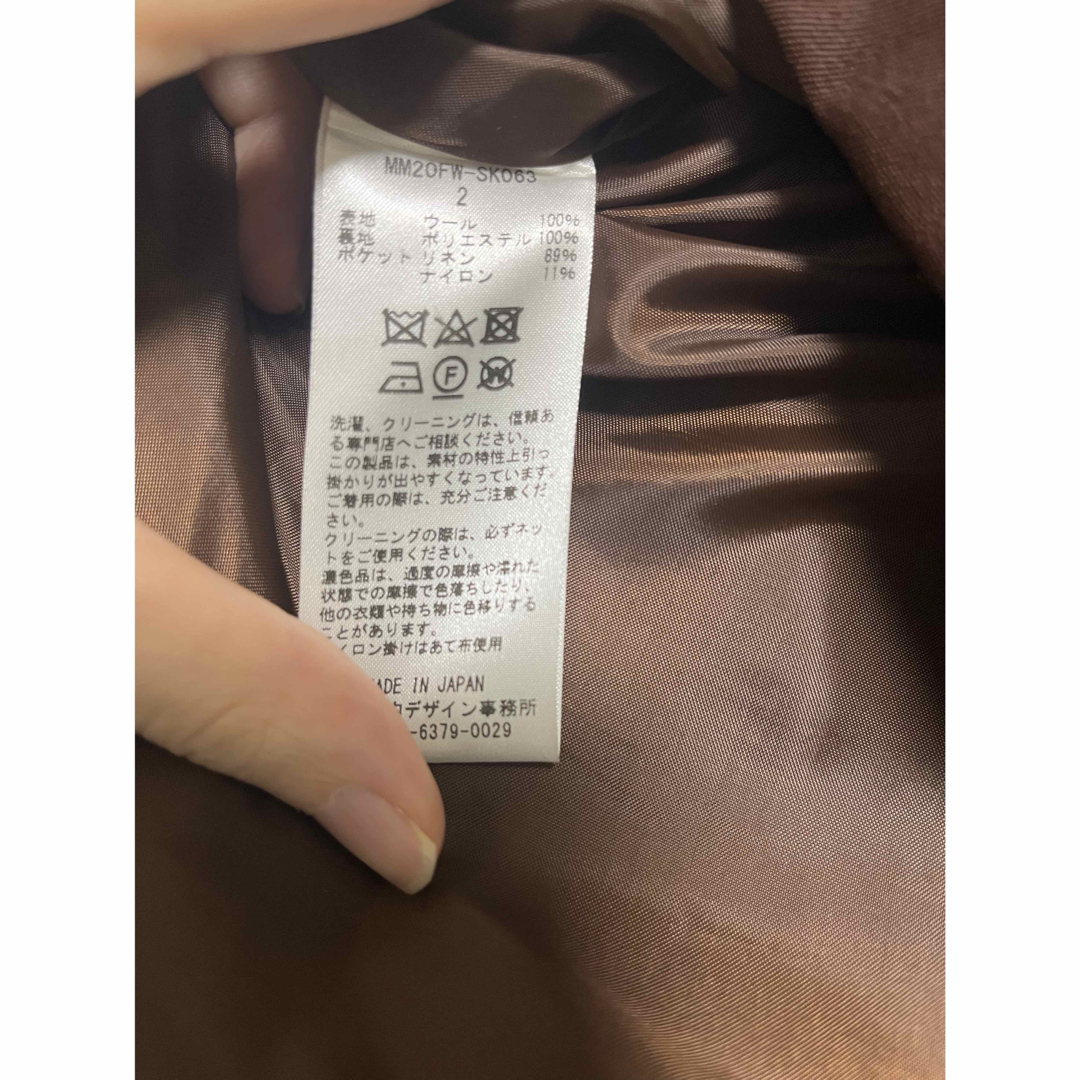 MM20FW-SK063
2
表地 ウール 100%
裏地 ポリエステル 100%
ポケット リネン 89%
ナイロン 11%
F
W
洗濯、クリーニングは、信頼あ
る専門店へご相談ください。
この製品は、素材の特性上引っ
掛かりが出やすくなっています。
ご着用の際は、充分ご注意くだ
さい。
クリーニングの際は、必ずネッ
トをご使用ください。
濃色品は、過度の摩擦や濡れた
状態での摩擦で色落ちしたり、
他の衣類や持ち物に色移りする
ことがあります。
イロン掛けはあて布使用
ADE IN JAPAN
デザイン事務所
-6379-0029